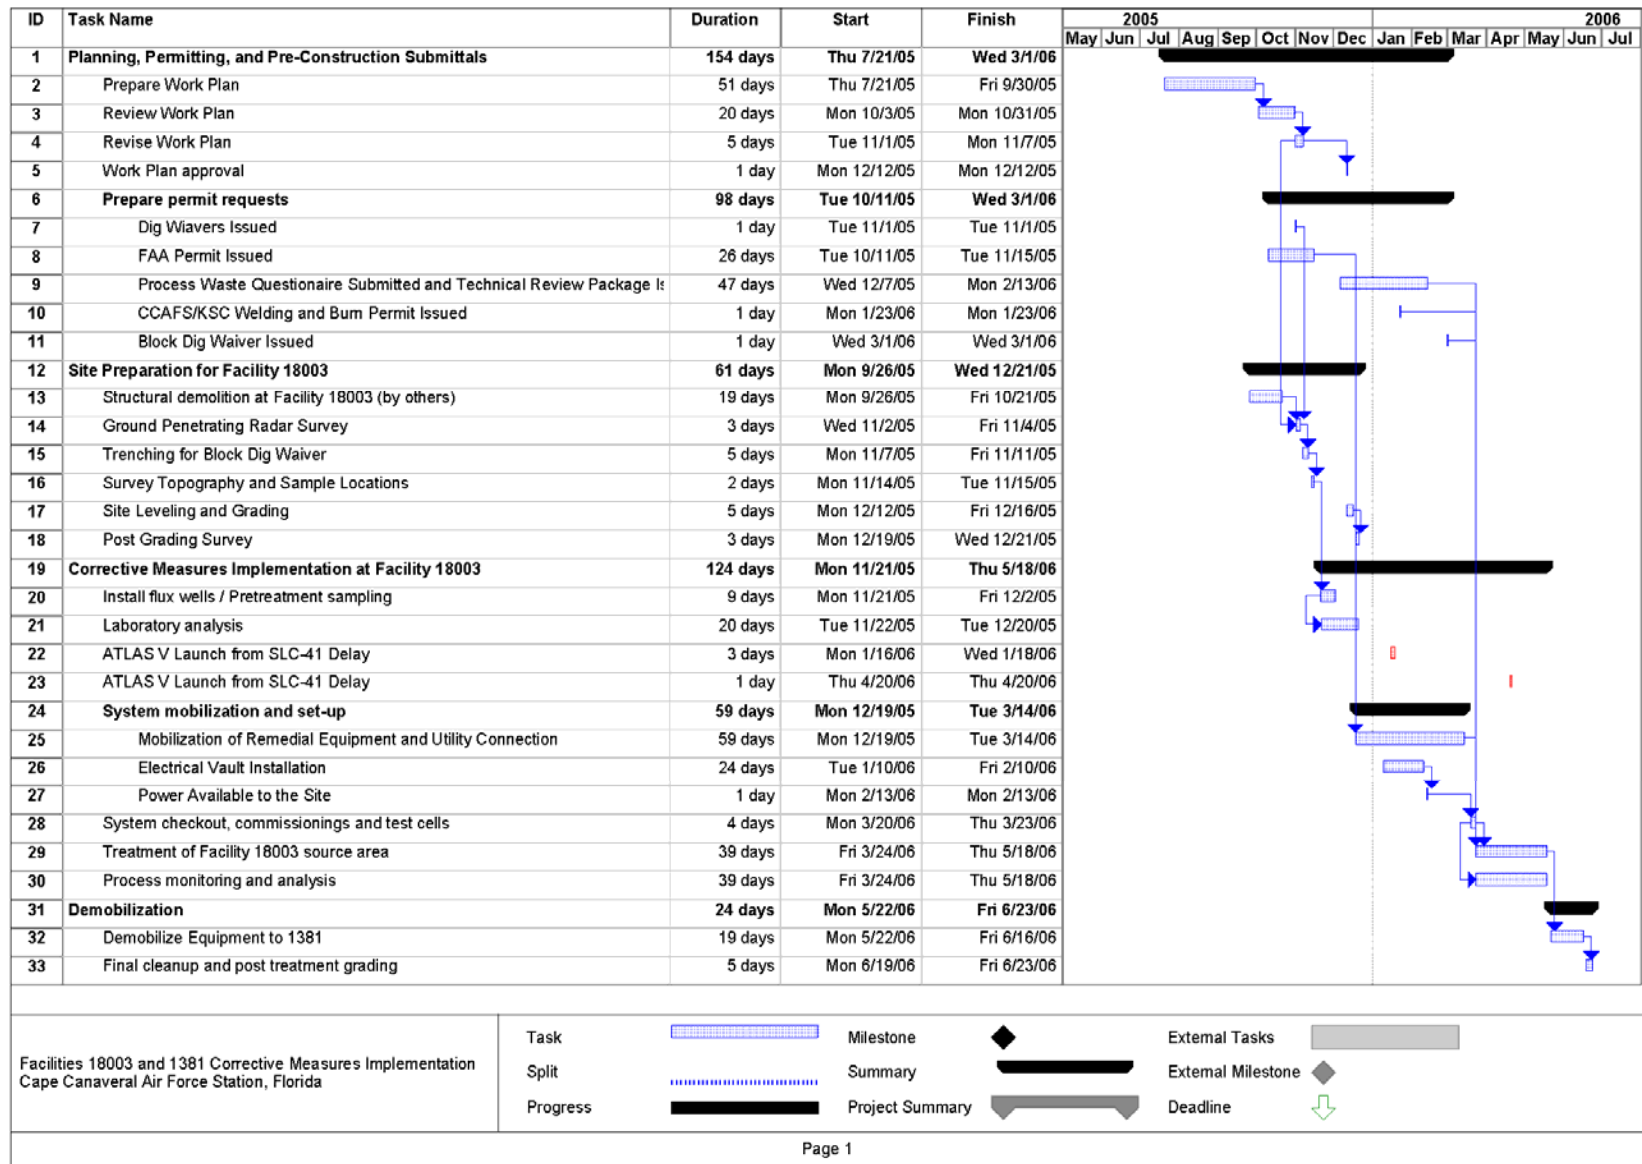 ID Task Name Duration Start Finish 2005 2006
May Jun Jul Aug Sep Oct Nov Dec Jan Feb Mar Apr May Jun Jul
1 Planning, Permitting, and Pre-Construction Submittals 154 days Thu 7/21/05 Wed 3/1/06
2 Prepare Work Plan 51 days Thu 7/21/05 Fri 9/30/05
3 Review Work Plan 20 days Mon 10/3/05 Mon 10/31/05
4 Revise Work Plan 5 days Tue 11/1/05 Mon 11/7/05
5 Work Plan approval 1 day Mon 12/12/05 Mon 12/12/05
6 Prepare permit requests 98 days Tue 10/11/05 Wed 3/1/06
7 Dig Wiavers Issued 1 day Tue 11/1/05 Tue 11/1/05
8 FAA Permit Issued 26 days Tue 10/11/05 Tue 11/15/05
9 Process Waste Questionaire Submitted and Technical Review Package Is 47 days Wed 12/7/05 Mon 2/13/06
10 CCAFS/KSC Welding and Burn Permit Issued 1 day Mon 1/23/06 Mon 1/23/06
11 Block Dig Waiver Issued 1 day Wed 3/1/06 Wed 3/1/06
12 Site Preparation for Facility 18003 61 days Mon 9/26/05 Wed 12/21/05
13 Structural demolition at Facility 18003 (by others) 19 days Mon 9/26/05 Fri 10/21/05
14 Ground Penetrating Radar Survey 3 days Wed 11/2/05 Fri 11/4/05
15 Trenching for Block Dig Waiver 5 days Mon 11/7/05 Fri 11/11/05
16 Survey Topography and Sample Locations 2 days Mon 11/14/05 Tue 11/15/05
17 Site Leveling and Grading 5 days Mon 12/12/05 Fri 12/16/05
18 Post Grading Survey 3 days Mon 12/19/05 Wed 12/21/05
19 Corrective Measures Implementation at Facility 18003 124 days Mon 11/21/05 Thu 5/18/06
20 Install flux wells / Pretreatment sampling 9 days Mon 11/21/05 Fri 12/2/05
21 Laboratory analysis 20 days Tue 11/22/05 Tue 12/20/05
22 ATLAS V Launch from SLC-41 Delay 3 days Mon 1/16/06 Wed 1/18/06
23 ATLAS V Launch from SLC-41 Delay 1 day Thu 4/20/06 Thu 4/20/06
24 System mobilization and set-up 59 days Mon 12/19/05 Tue 3/14/06
25 Mobilization of Remedial Equipment and Utility Connection 59 days Mon 12/19/05 Tue 3/14/06
26 Electrical Vault Installation 24 days Tue 1/10/06 Fri 2/10/06
27 Power Available to the Site 1 day Mon 2/13/06 Mon 2/13/06
28 System checkout, commissionings and test cells 4 days Mon 3/20/06 Thu 3/23/06
29 Treatment of Facility 18003 source area 39 days Fri 3/24/06 Thu 5/18/06
30 Process monitoring and analysis 39 days Fri 3/24/06 Thu 5/18/06
31 Demobilization 24 days Mon 5/22/06 Fri 6/23/06
32 Demobilize Equipment to 1381 19 days Mon 5/22/06 Fri 6/16/06
33 Final cleanup and post treatment grading 5 days Mon 6/19/06 Fri 6/23/06
Facilities 18003 and 1381 Corrective Measures Implementation
Cape Canaveral Air Force Station, Florida
Task Milestone External Tasks
Split Summary External Milestone
Progress Project Summary Deadline
Page 1